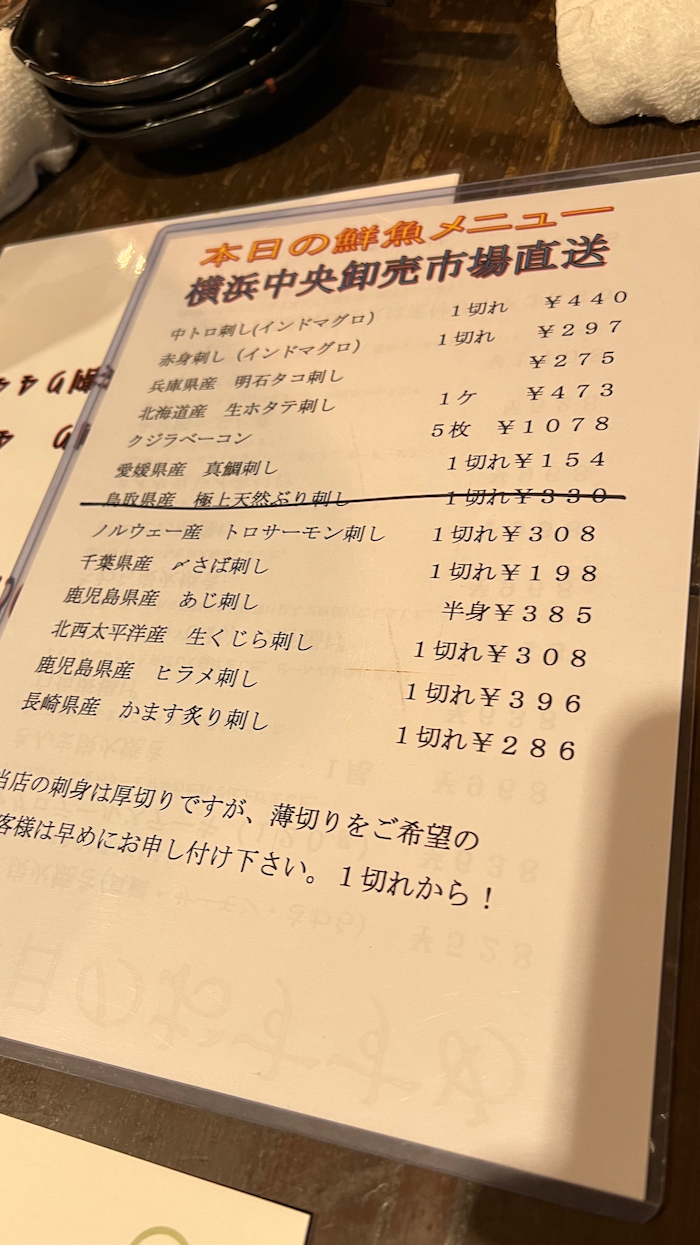 本日の鮮魚メニュー
横浜中央卸売市場直送
中トロ刺し(インドマグロ) 1切れ ¥440
赤身刺し(インドマグロ) 1切れ ¥297
兵庫県産 明石タコ刺し ¥275
北海道産 生ホタテ刺し 1ケ ¥473
クジラベーコン 5枚 ¥1078
愛媛県産 真鯛刺し 1切れ¥154
鳥取県産 極上天然ぶり刺し 1切れ¥330
ノルウェー産 トロサーモン刺し 1切れ¥308
千葉県産 〆さば刺し 1切れ¥198
鹿児島県産 あじ刺し 半身¥385
北西太平洋産 生くじら刺し 1切れ¥308
鹿児島県産 ヒラメ刺し 1切れ¥396
長崎県産 かます炙り刺し 1切れ¥286
当店の刺身は厚切りですが、薄切りをご希望の
客様は早めにお申し付け下さい。1切れから!